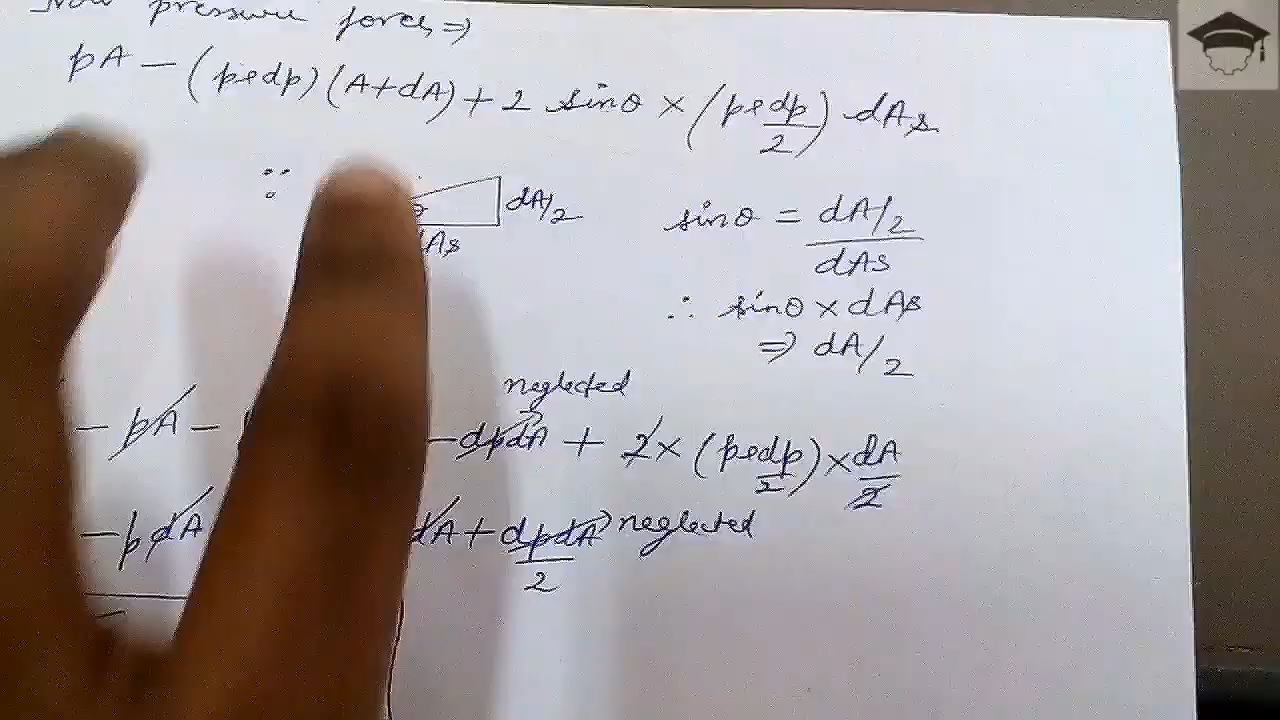 Now pressure forces ⇒
pA − (p+dp)(A+dA) + 2 sinθ × (p+dp/2) dAs
∵
dA/2
dAs
sinθ = dA/2 / dAs
∴ sinθ × dAs
⇒ dA/2
neglected
− pA − − dpdA + 2 × (p+dp/2) × dA/2
− pdA dA + dpdA/2 neglected